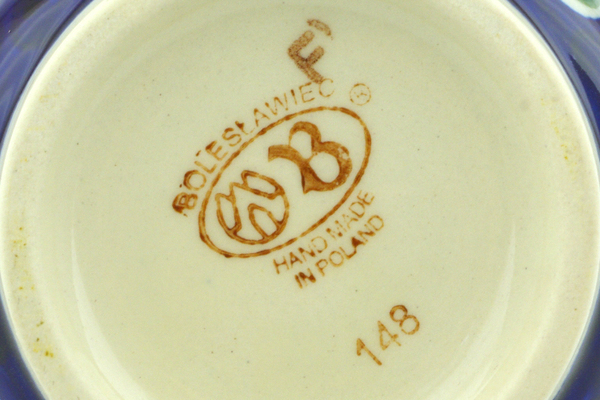 F
BOLESŁAWIEC ®
B
HAND MADE
IN POLAND
148